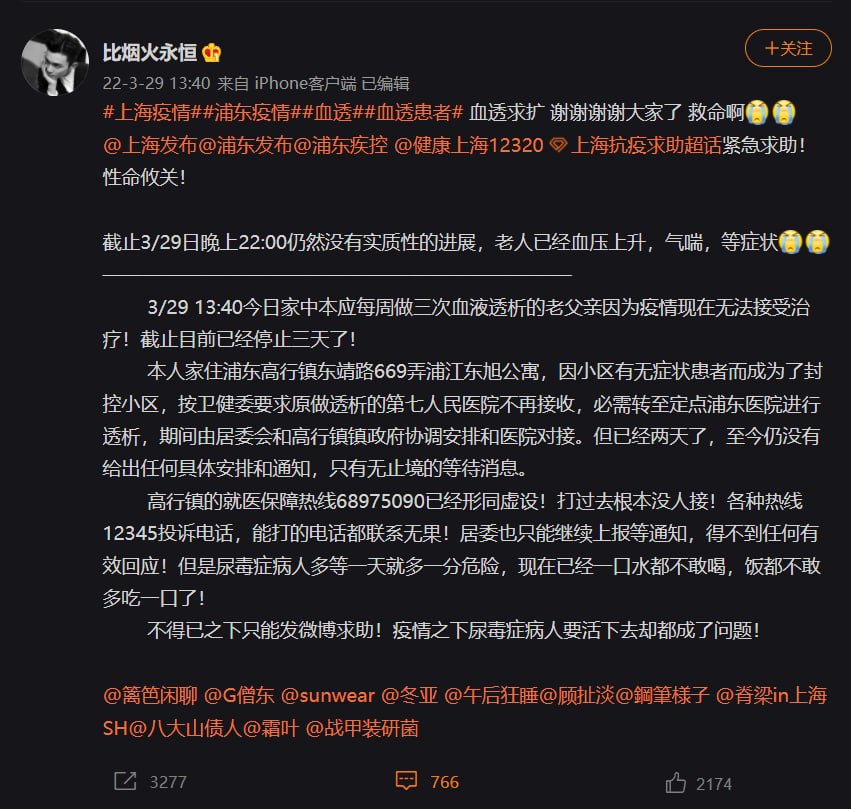 比烟火永恒
+关注
22-3-29 13:40 来自 iPhone客户端 已编辑
#上海疫情##浦东疫情##血透##血透患者# 血透求扩 谢谢谢谢大家了 救命啊😭😭
@上海发布@浦东发布@浦东疾控 @健康上海12320 上海抗疫求助超话紧急求助！
性命攸关！
截止3/29日晚上22:00仍然没有实质性的进展，老人已经血压上升，气喘，等症状😭😭
————————————————————————
3/29 13:40今日家中本应每周做三次血液透析的老父亲因为疫情现在无法接受治
疗！截止目前已经停止三天了！
本人家住浦东高行镇东靖路669弄浦江东旭公寓，因小区有无症状患者而成为了封
控小区，按卫健委要求原做透析的第七人民医院不再接收，必需转至定点浦东医院进行
透析，期间由居委会和高行镇镇政府协调安排和医院对接。但已经两天了，至今仍没有
给出任何具体安排和通知，只有无止境的等待消息。
高行镇的就医保障热线68975090已经形同虚设！打过去根本没人接！各种热线
12345投诉电话，能打的电话都联系无果！居委也只能继续上报等通知，得不到任何有
效回应！但是尿毒症病人多等一天就多一分危险，现在已经一口水都不敢喝，饭都不敢
多吃一口了！
不得已之下只能发微博求助！疫情之下尿毒症病人要活下去却都成了问题！
@篱笆闲聊 @G僧东 @sunwear @冬亚 @午后狂睡@顾扯淡@鋼筆樣子 @脊梁in上海
SH@八大山债人@霜叶 @战甲装研菌
3277
766
2174